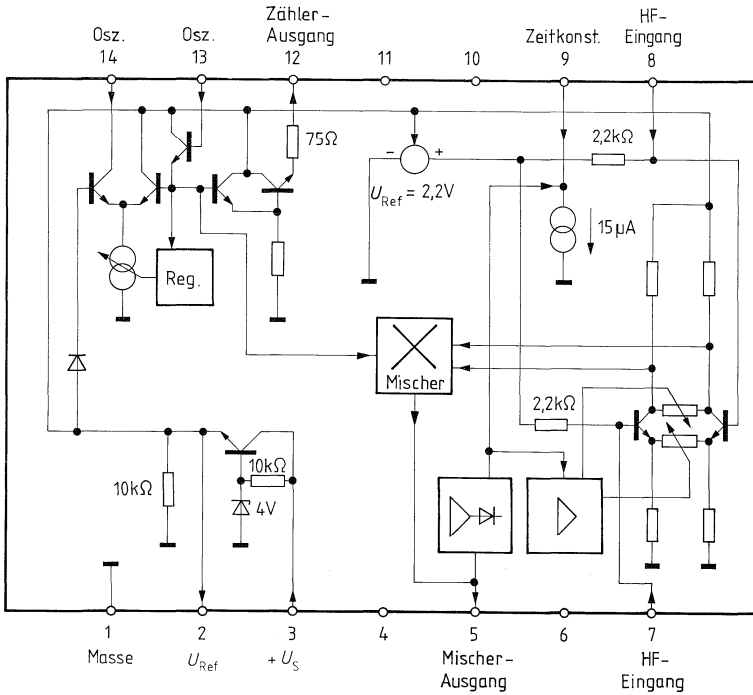 Osz.
14
Osz.
13
Zähler-
Ausgang
12
11
10
Zeitkonst.
9
HF-
Eingang
8
75Ω
− +
U_Ref = 2,2V
2,2kΩ
15µA
Reg.
Mischer
2,2kΩ
10kΩ
10kΩ
4V
1
Masse
2
U_Ref
3
+ U_S
4
5
Mischer-
Ausgang
6
7
HF-
Eingang